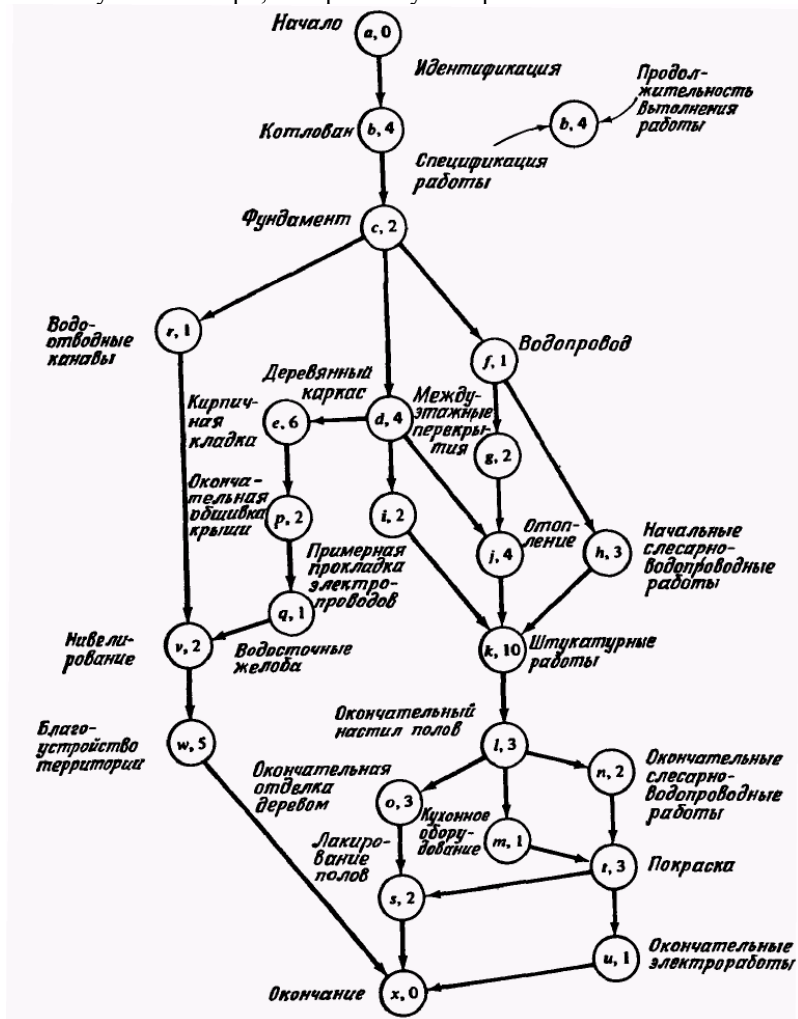 Начало
a, 0
Идентификация
Продол-
жительность
выполнения
работы
b, 4
Котлован
b, 4
Спецификация
работы
Фундамент
c, 2
Водо-
отводные
канавы
r, 1
Водопровод
f, 1
Деревянный
каркас
Кирпич-
ная
кладка
e, 6
d, 4
Между-
этажные
перекры-
тия
g, 2
Оконча-
тельная
обшивка
крыши
p, 2
i, 2
Отоп-
ление
j, 4
h, 3
Начальные
слесарно-
водопроводные
работы
Примерная
прокладка
электро-
проводов
q, 1
Нивели-
рование
v, 2
Водосточные
желоба
k, 10
Штукатурные
работы
Окончательный
настил полов
l, 3
Благо-
устройство
территории
w, 5
Окончательная
отделка
деревом
o, 3
n, 2
Окончательные
слесарно-
водопроводные
работы
Кухонное
обору-
дование
m, 1
Лакиро-
вание
полов
s, 2
t, 3
Покраска
u, 1
Окончательные
электроработы
Окончание
x, 0